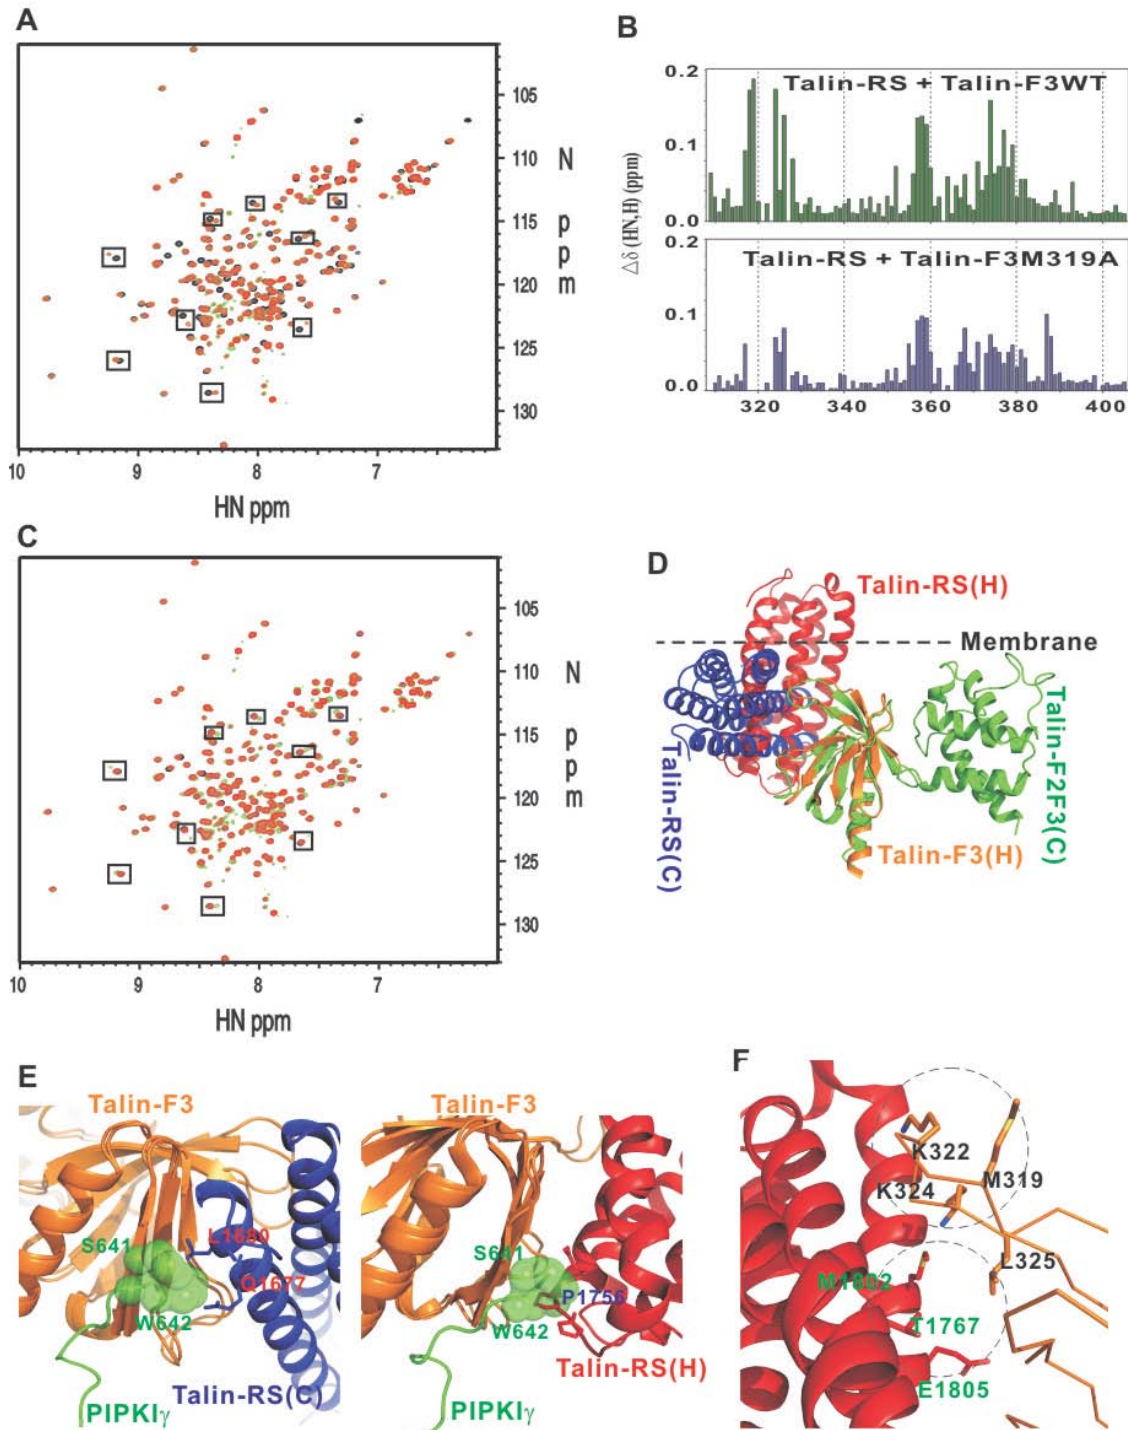 A
105
110
115
120
125
130
N
p
p
m
10
9
8
7
HN ppm
B
0.2
0.1
0.0
Talin-RS + Talin-F3WT
Δδ (HN,H) (ppm)
0.2
0.1
0.0
Talin-RS + Talin-F3M319A
320
340
360
380
400
C
105
110
115
120
125
130
N
p
p
m
10
9
8
7
HN ppm
D
Talin-RS(H)
Membrane
Talin-RS(C)
Talin-F2F3(C)
Talin-F3(H)
E
Talin-F3
S641
L1680
Q1677
W642
Talin-RS(C)
PIPKIγ
Talin-F3
S641
P1756
W642
Talin-RS(H)
PIPKIγ
F
K322
M319
K324
L325
M1802
T1767
E1805